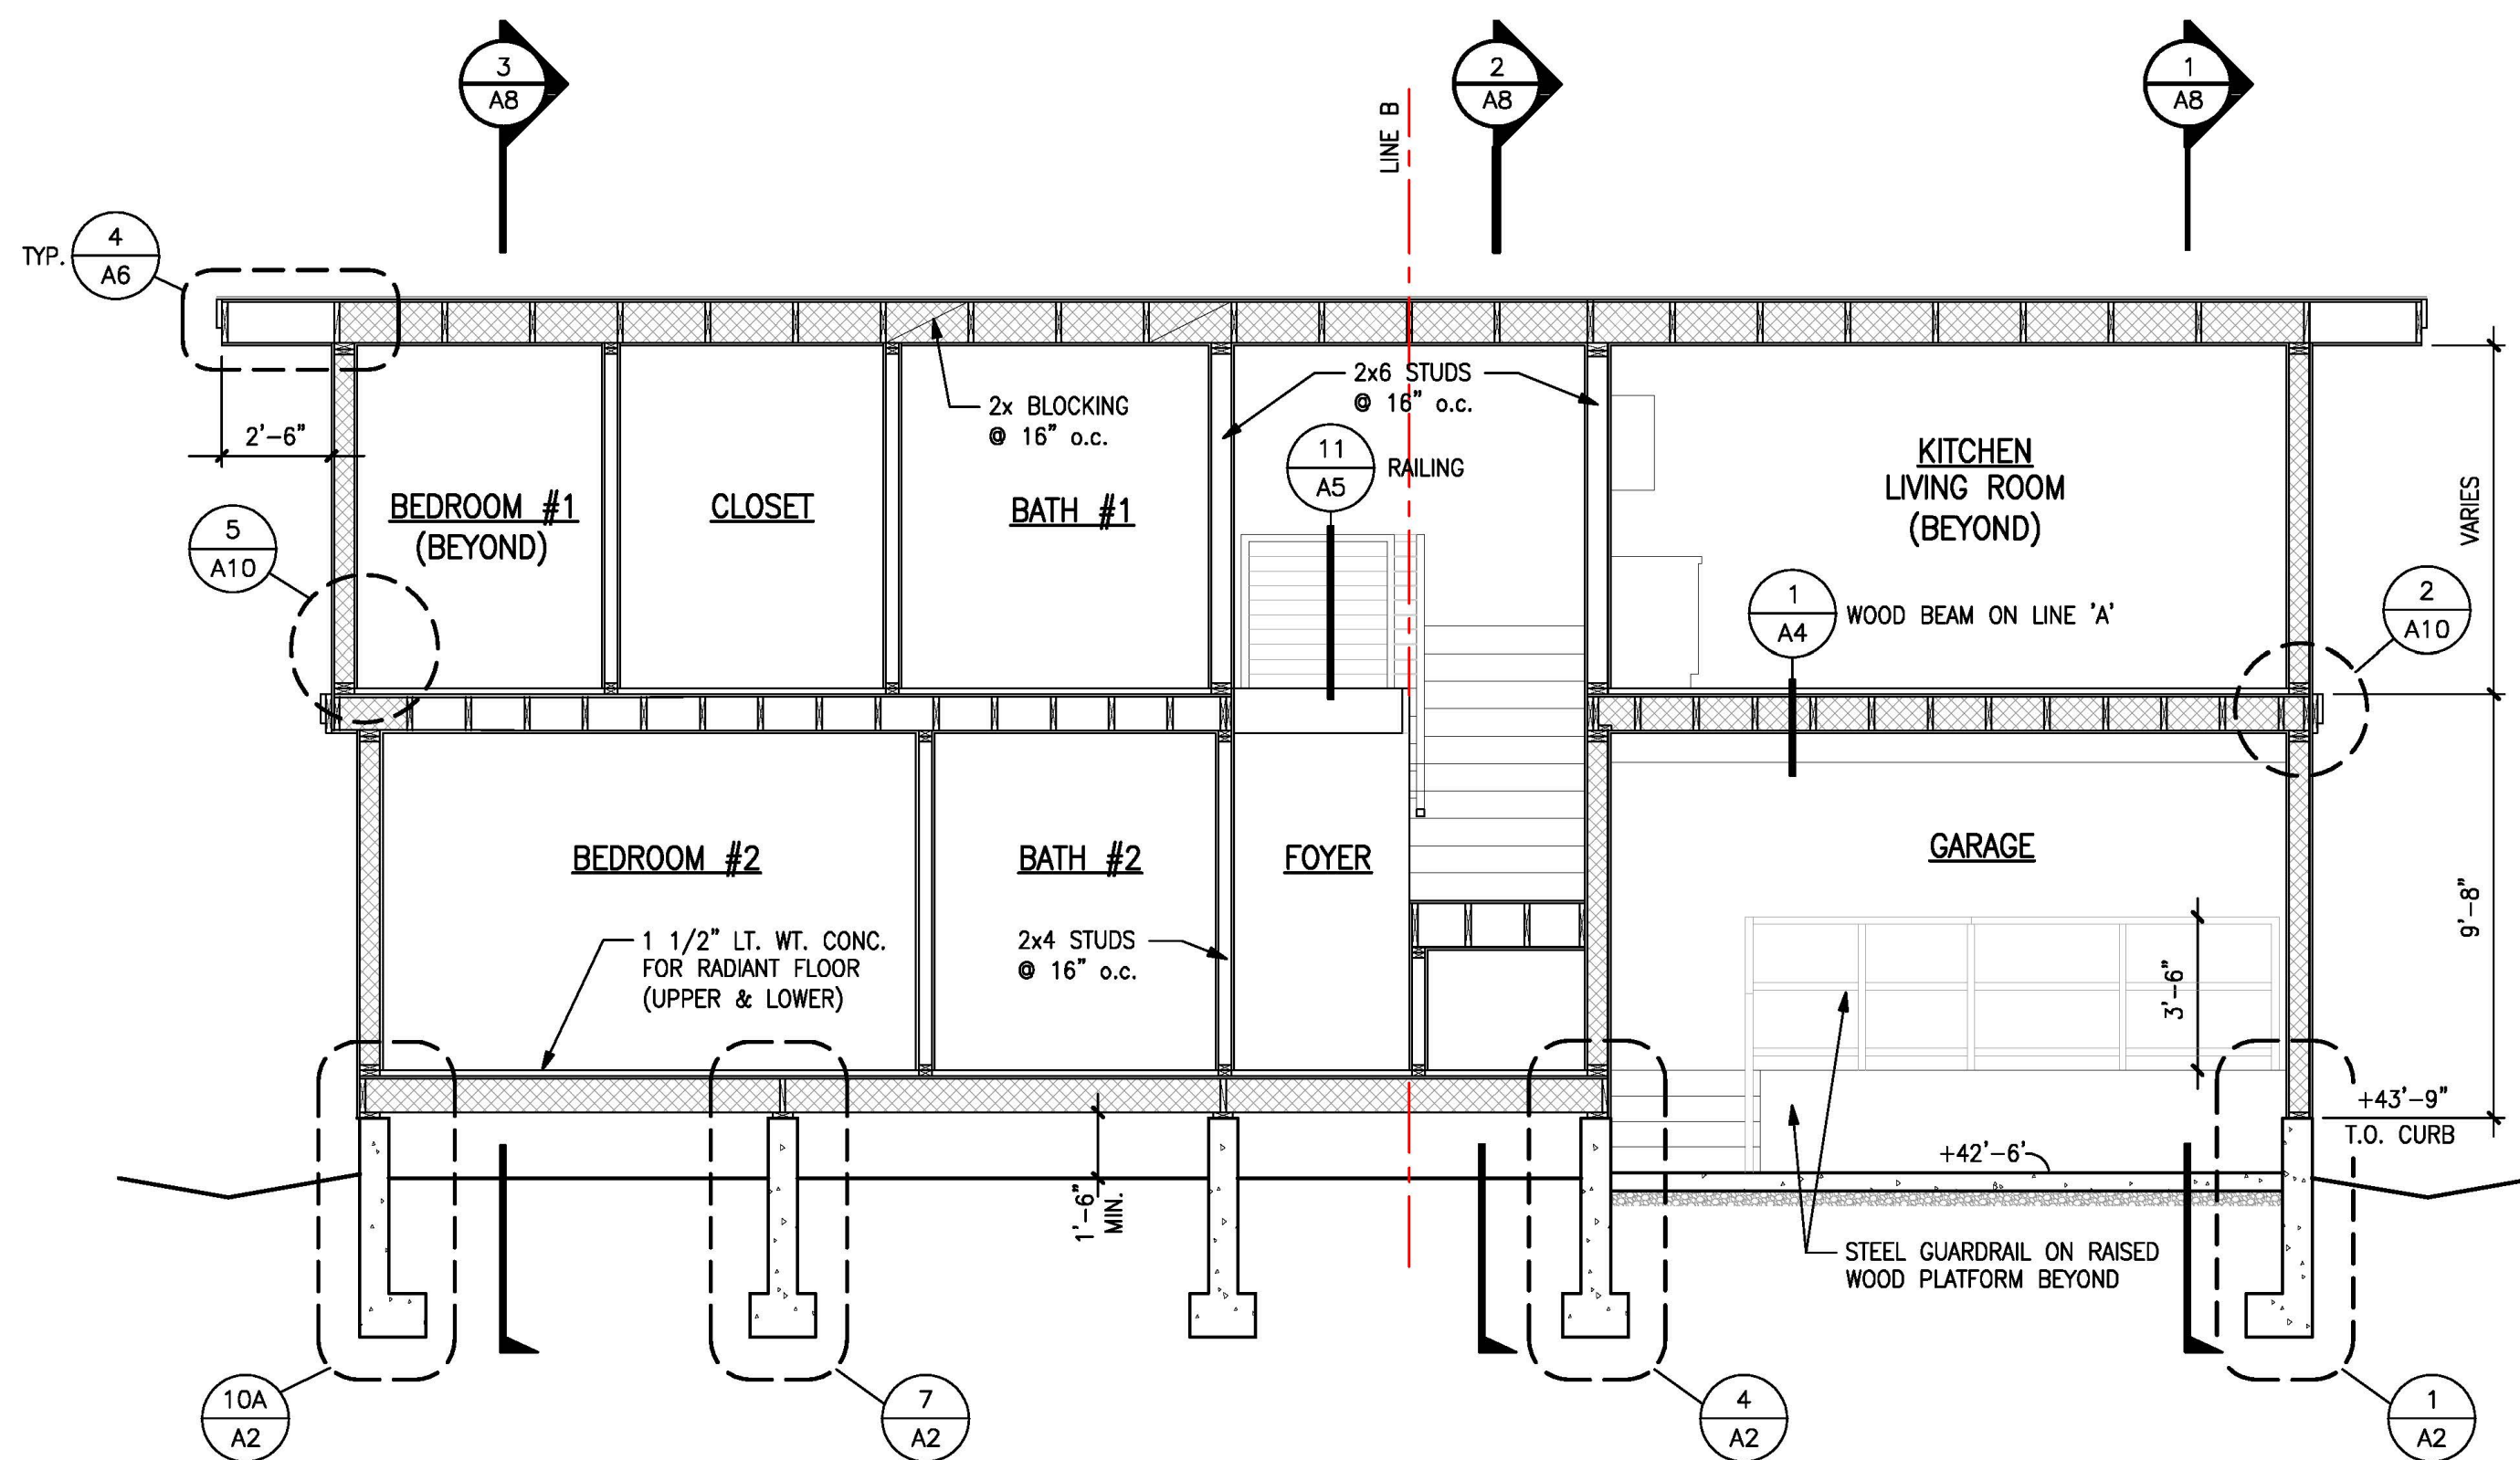 3
A8
2
A8
1
A8
LINE B
TYP.
4
A6
2x6 STUDS
@ 16" o.c.
2x BLOCKING
@ 16" o.c.
2'-6"
11
A5
RAILING
KITCHEN
LIVING ROOM
(BEYOND)
VARIES
BEDROOM #1
(BEYOND)
CLOSET
BATH #1
5
A10
1
A4
WOOD BEAM ON LINE 'A'
2
A10
BEDROOM #2
BATH #2
FOYER
GARAGE
9'-8"
1 1/2" LT. WT. CONC.
FOR RADIANT FLOOR
(UPPER & LOWER)
2x4 STUDS
@ 16" o.c.
3'-6"
+43'-9"
T.O. CURB
+42'-6'
1'-6"
MIN.
STEEL GUARDRAIL ON RAISED
WOOD PLATFORM BEYOND
10A
A2
7
A2
4
A2
1
A2